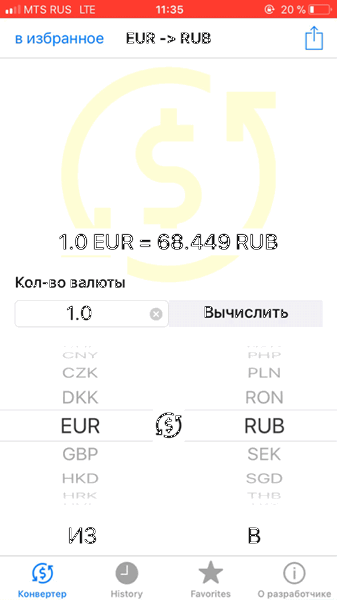 MTS RUS LTE 11:35 20 %
в избранное EUR -> RUB
1.0 EUR = 68.449 RUB
Кол-во валюты
1.0 Вычислить
CNY PHP
CZK PLN
DKK RON
EUR RUB
GBP SEK
HKD SGD
HRK THB
ИЗ В
Конвертер History Favorites О разработчике